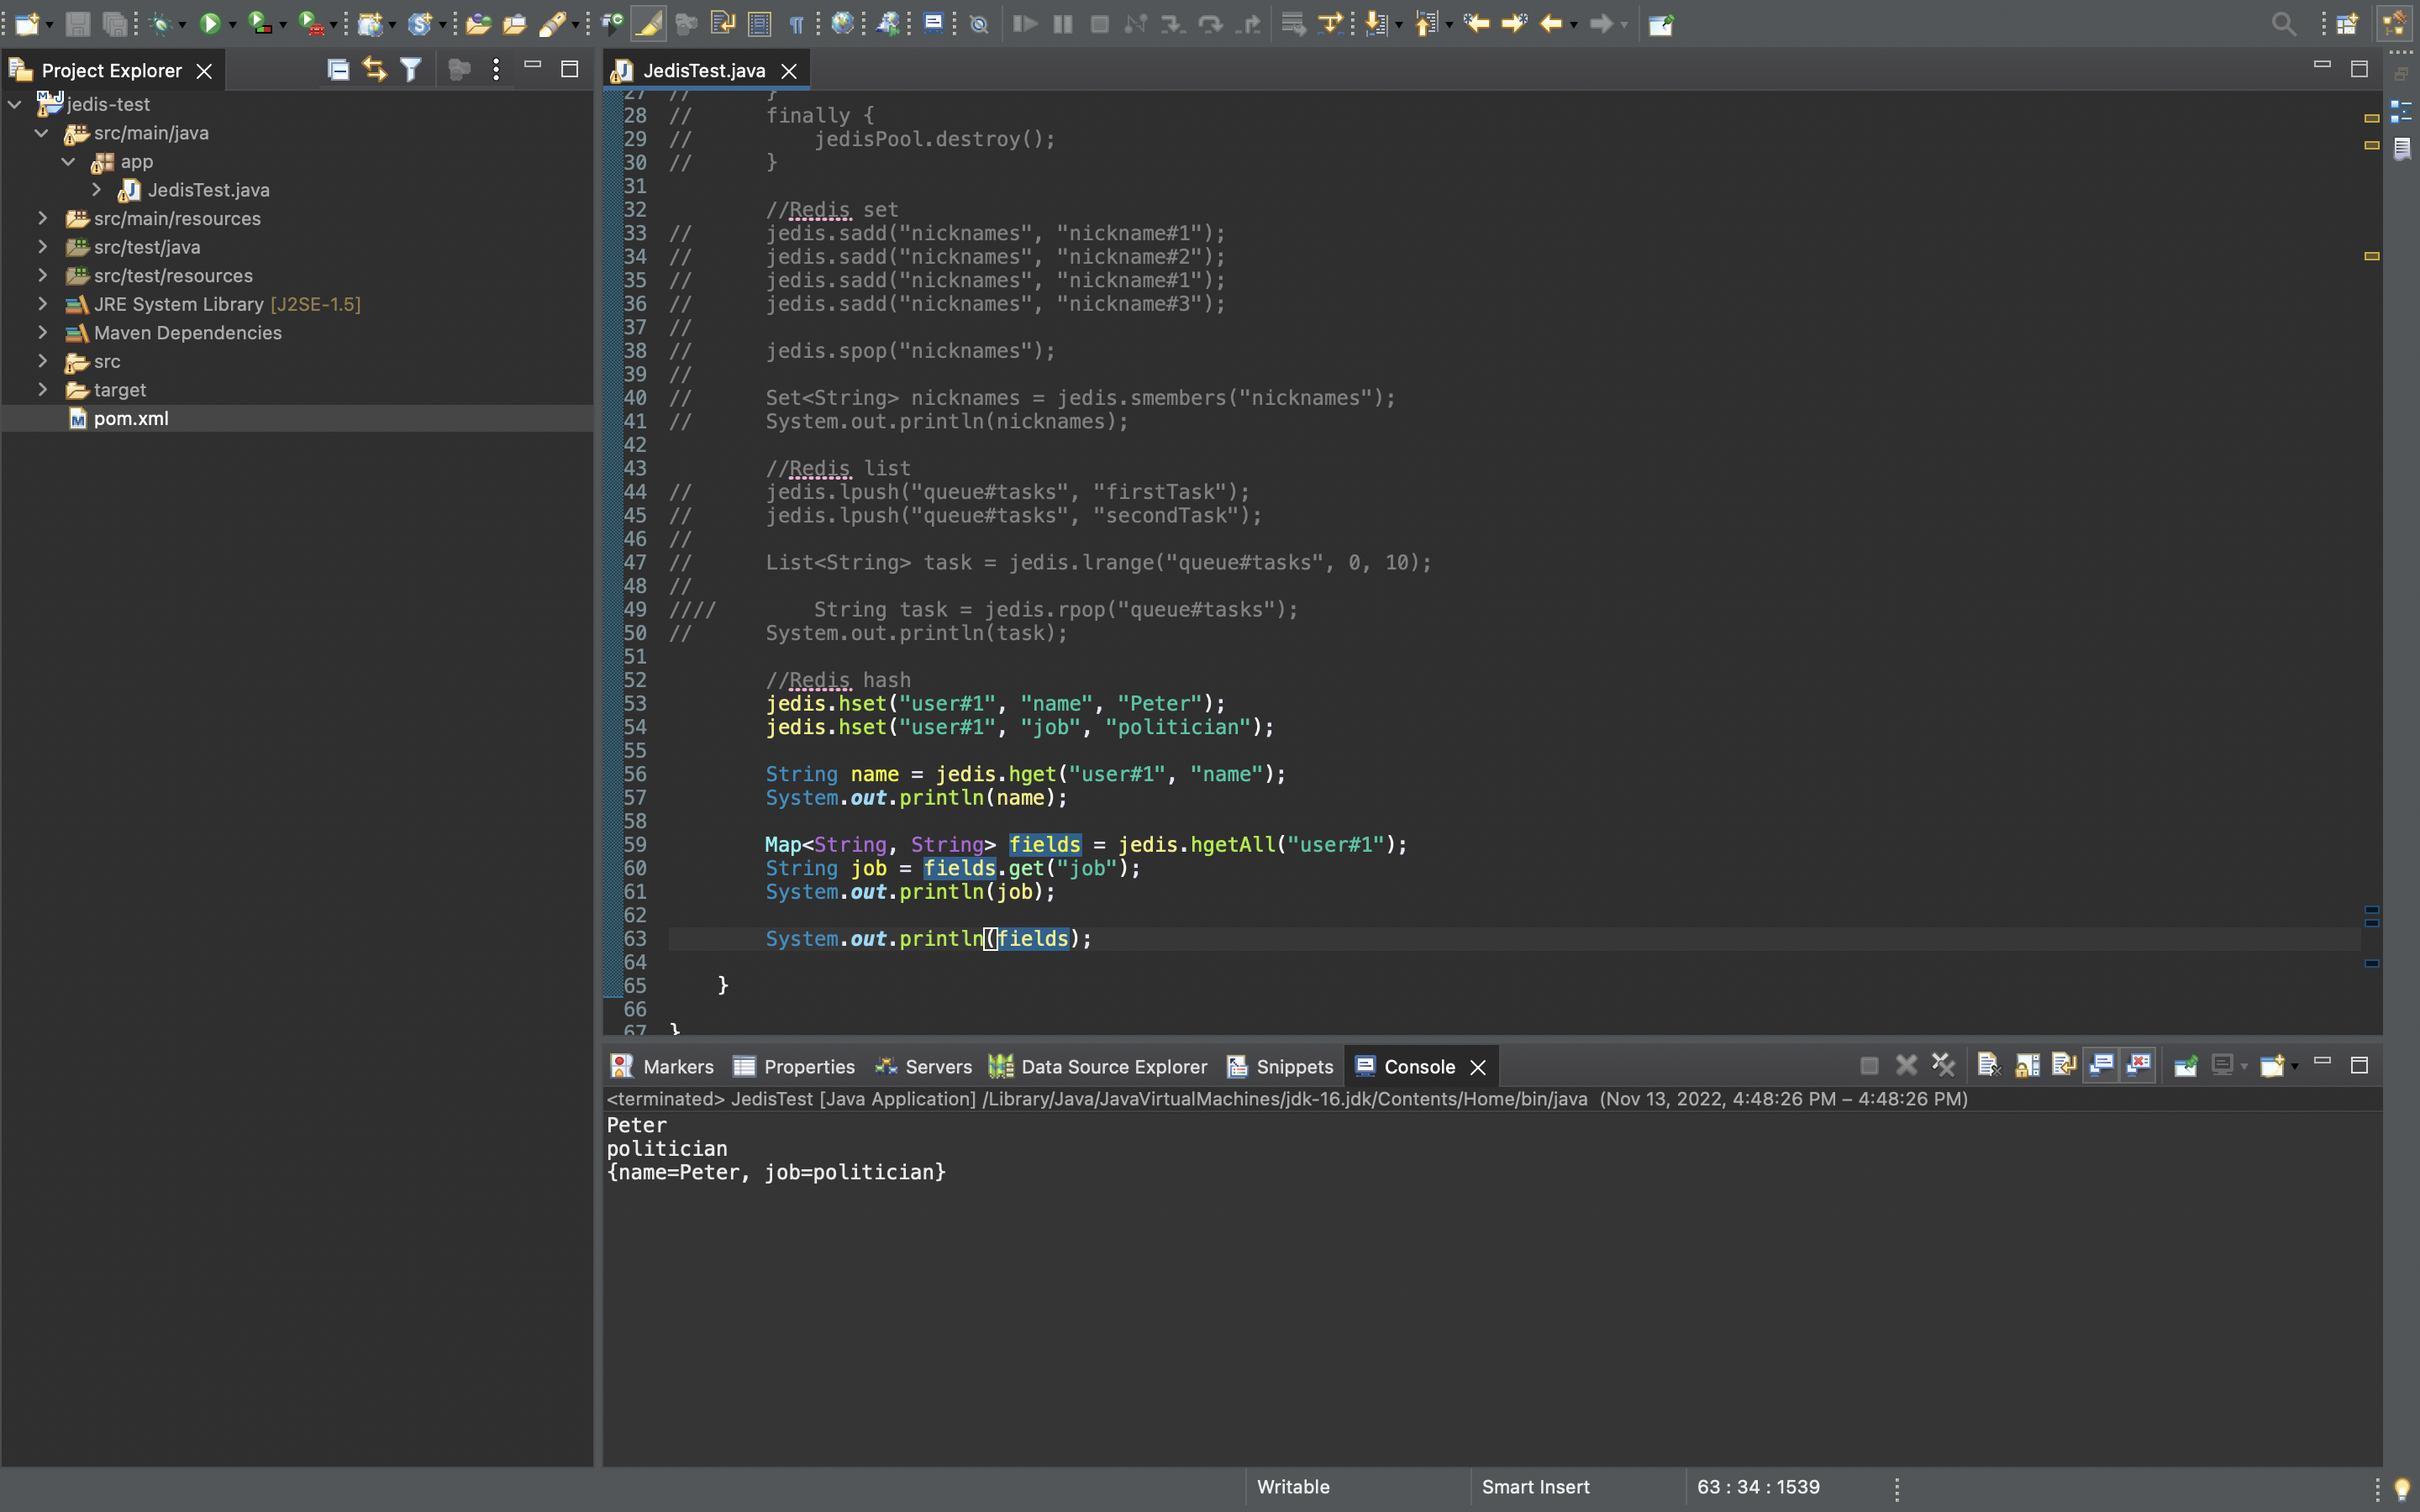 Project Explorer
jedis-test
src/main/java
app
JedisTest.java
src/main/resources
src/test/java
src/test/resources
JRE System Library [J2SE-1.5]
Maven Dependencies
src
target
pom.xml
JedisTest.java
27 //      }
28 //      finally {
29 //          jedisPool.destroy();
30 //      }
31
32         //Redis set
33 //      jedis.sadd("nicknames", "nickname#1");
34 //      jedis.sadd("nicknames", "nickname#2");
35 //      jedis.sadd("nicknames", "nickname#1");
36 //      jedis.sadd("nicknames", "nickname#3");
37 //
38 //      jedis.spop("nicknames");
39 //
40 //      Set<String> nicknames = jedis.smembers("nicknames");
41 //      System.out.println(nicknames);
42
43         //Redis list
44 //      jedis.lpush("queue#tasks", "firstTask");
45 //      jedis.lpush("queue#tasks", "secondTask");
46 //
47 //      List<String> task = jedis.lrange("queue#tasks", 0, 10);
48 //
49 ////        String task = jedis.rpop("queue#tasks");
50 //      System.out.println(task);
51
52         //Redis hash
53         jedis.hset("user#1", "name", "Peter");
54         jedis.hset("user#1", "job", "politician");
55
56         String name = jedis.hget("user#1", "name");
57         System.out.println(name);
58
59         Map<String, String> fields = jedis.hgetAll("user#1");
60         String job = fields.get("job");
61         System.out.println(job);
62
63         System.out.println(fields);
64
65     }
66
67 }
Markers Properties Servers Data Source Explorer Snippets Console
<terminated> JedisTest [Java Application] /Library/Java/JavaVirtualMachines/jdk-16.jdk/Contents/Home/bin/java (Nov 13, 2022, 4:48:26 PM – 4:48:26 PM)
Peter
politician
{name=Peter, job=politician}
Writable Smart Insert 63 : 34 : 1539